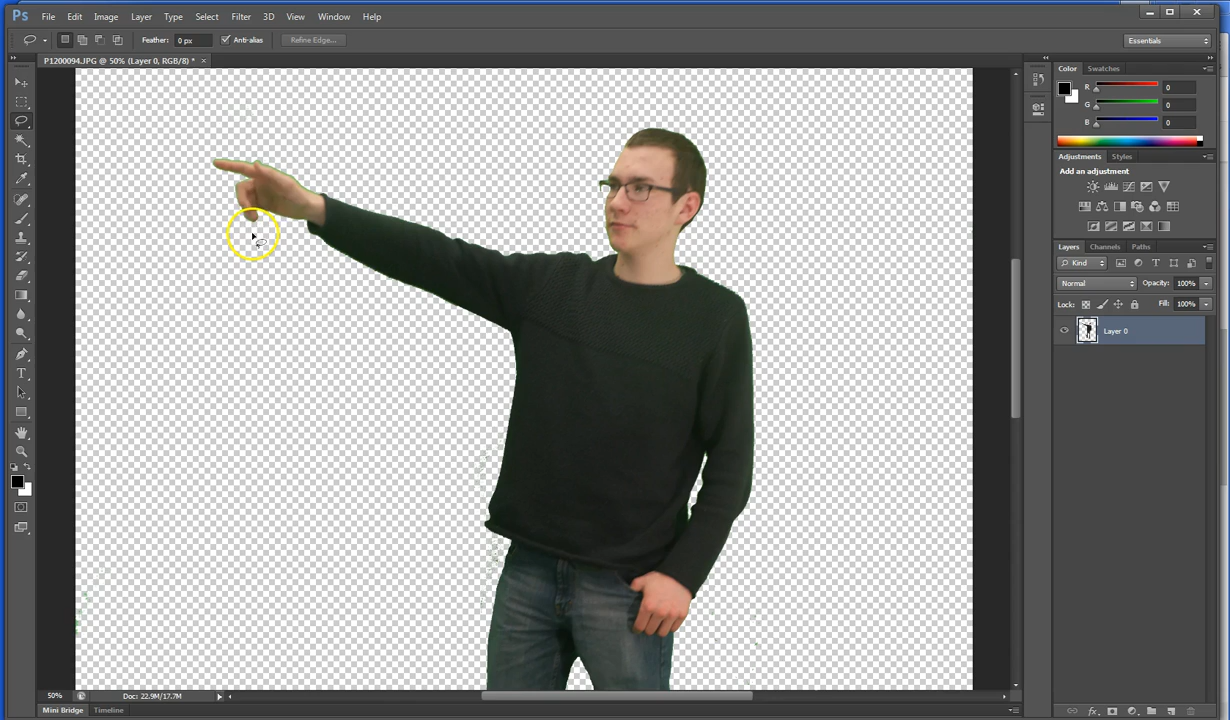 Ps File Edit Image Layer Type Select Filter 3D View Window Help
Feather: 0 px Anti-alias Refine Edge... Essentials
P1200094.JPG @ 50% (Layer 0, RGB/8) * ×
Color Swatches
R 0
G 0
B 0
Adjustments Styles
Add an adjustment
Layers Channels Paths
Kind
Normal Opacity: 100%
Lock: Fill: 100%
Layer 0
50% Doc: 22.9M/17.7M
Mini Bridge Timeline